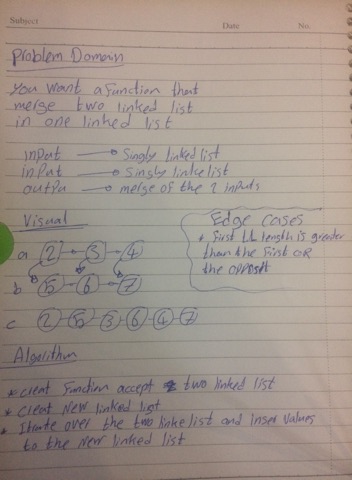 Subject Date No.
Problem Domain
You Want a function that
merge two linked list
in one linked list
input → singly linked list
input → singly linke list
outpu → merge of the 2 inputs
Visual
a 2 → 3 → 4
b 5 → 6 → 7
c 2 5 3 6 4 7
Edge Cases
* First LL length is greater
than the first or
the opposit
Algorithm
* creat function accept two linked list
* creat New linked list
* Itrate over the two linke list and inser values
to the New linked list